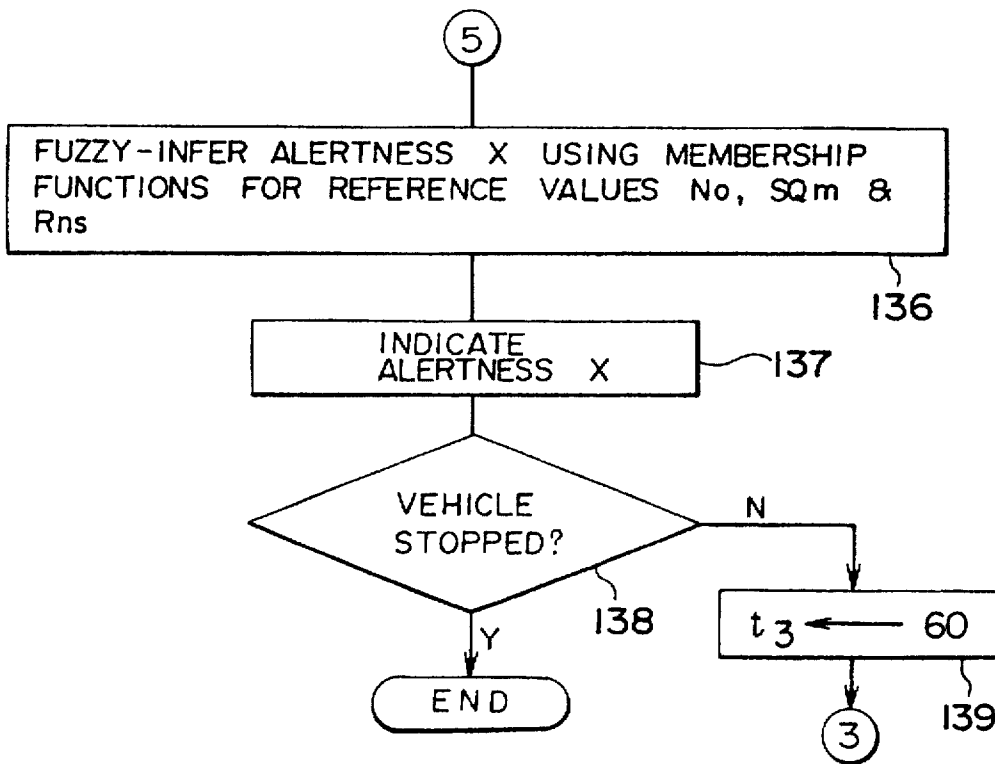 5
FUZZY-INFER ALERTNESS X USING MEMBERSHIP
FUNCTIONS FOR REFERENCE VALUES No, SQm &
Rns
136
INDICATE
ALERTNESS X
137
VEHICLE
STOPPED?
N
138
Y
t3 ← 60
139
END
3